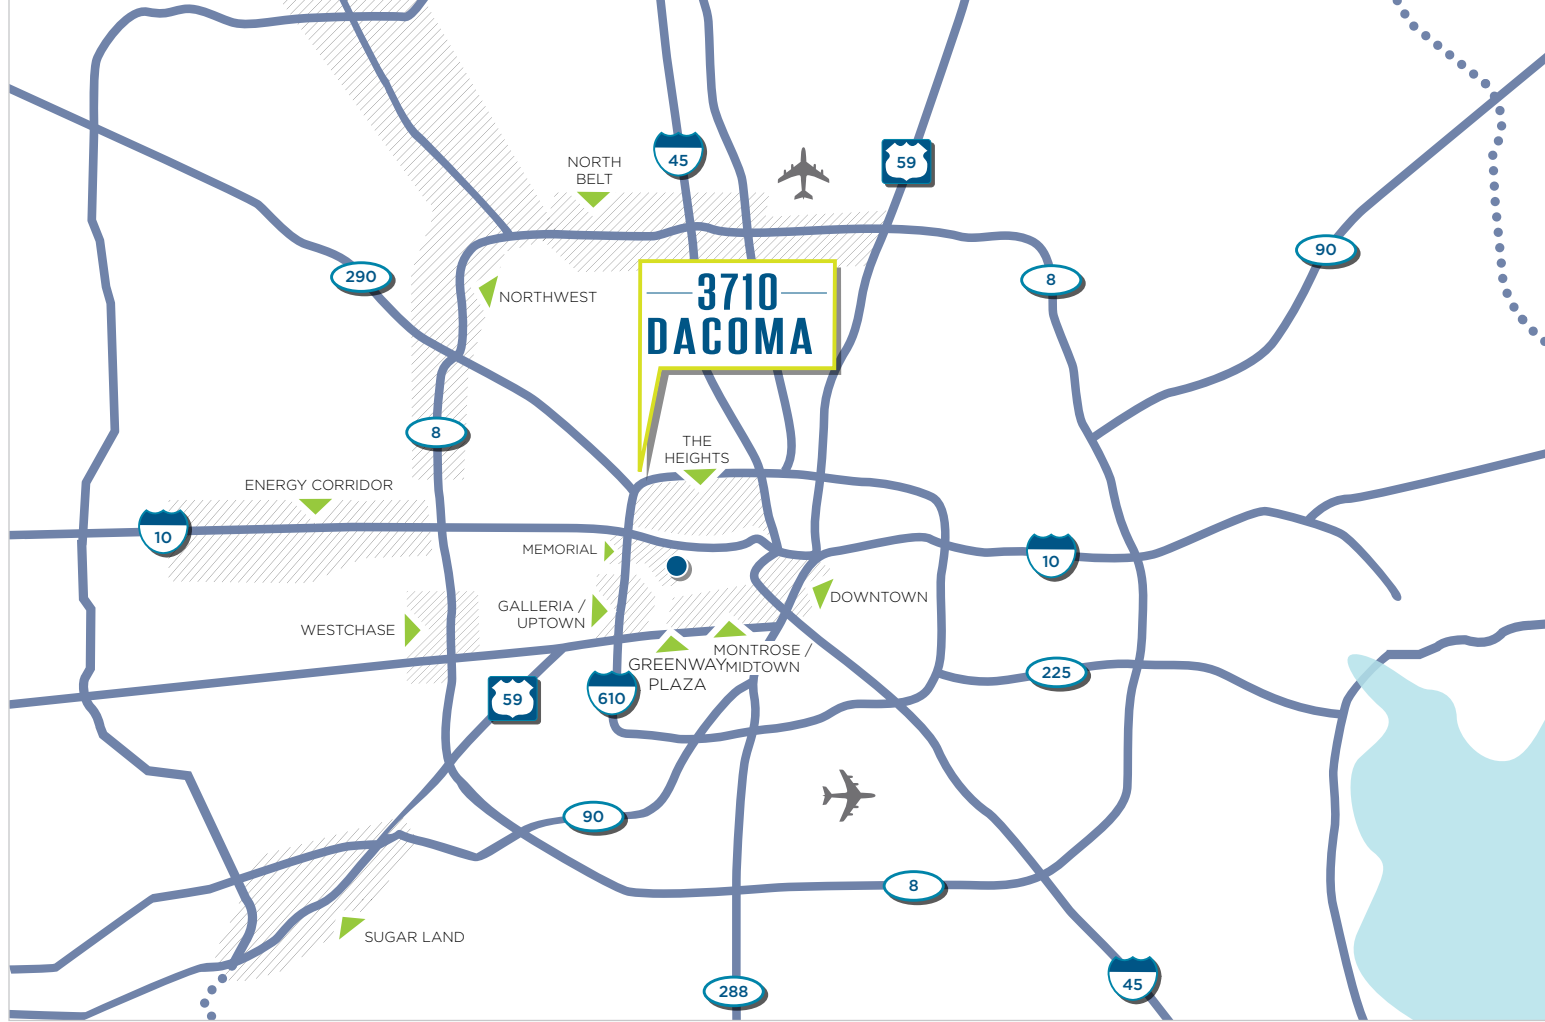 NORTH
BELT
45
59
290
NORTHWEST
8
90
3710
DACOMA
8
THE
HEIGHTS
ENERGY CORRIDOR
10
MEMORIAL
10
GALLERIA /
UPTOWN
DOWNTOWN
WESTCHASE
MONTROSE /
MIDTOWN
GREENWAY
PLAZA
225
59
610
90
8
SUGAR LAND
288
45